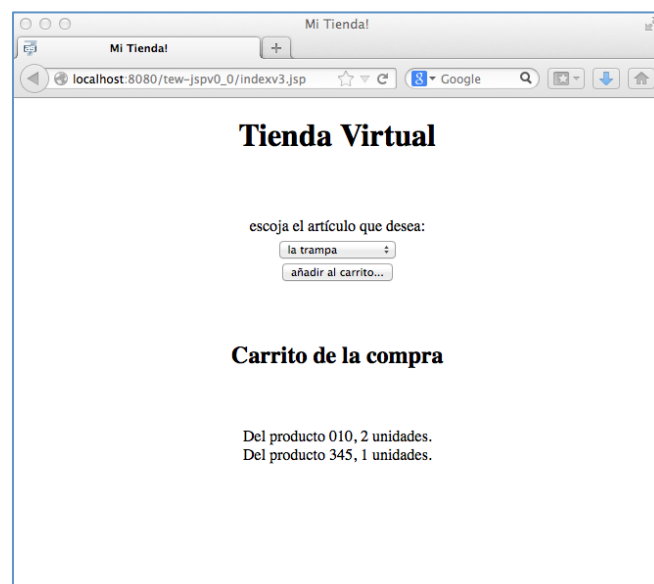 Mi Tienda!
Mi Tienda!
localhost:8080/tew-jspv0_0/indexv3.jsp
Google
Tienda Virtual
escoja el artículo que desea:
la trampa
añadir al carrito...
Carrito de la compra
Del producto 010, 2 unidades.
Del producto 345, 1 unidades.